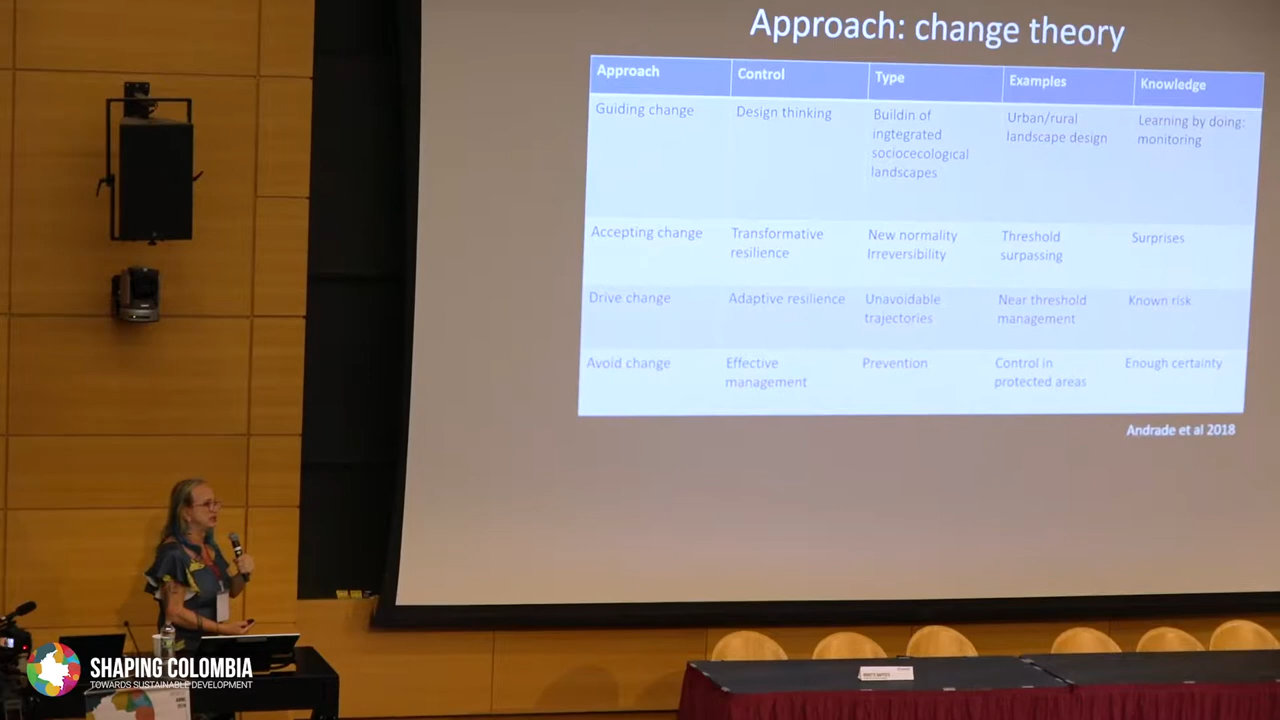 Approach: change theory
Approach Control Type Examples Knowledge
Guiding change
Design thinking
Buildin of
ingtegrated
sociocecological
landscapes
Urban/rural
landscape design
Learning by doing:
monitoring
Accepting change
Transformative
resilience
New normality
Irreversibility
Threshold
surpassing
Surprises
Drive change
Adaptive resilience
Unavoidable
trajectories
Near threshold
management
Known risk
Avoid change
Effective
management
Prevention
Control in
protected areas
Enough certainty
Andrade et al 2018
SHAPING COLOMBIA
TOWARDS SUSTAINABLE DEVELOPMENT